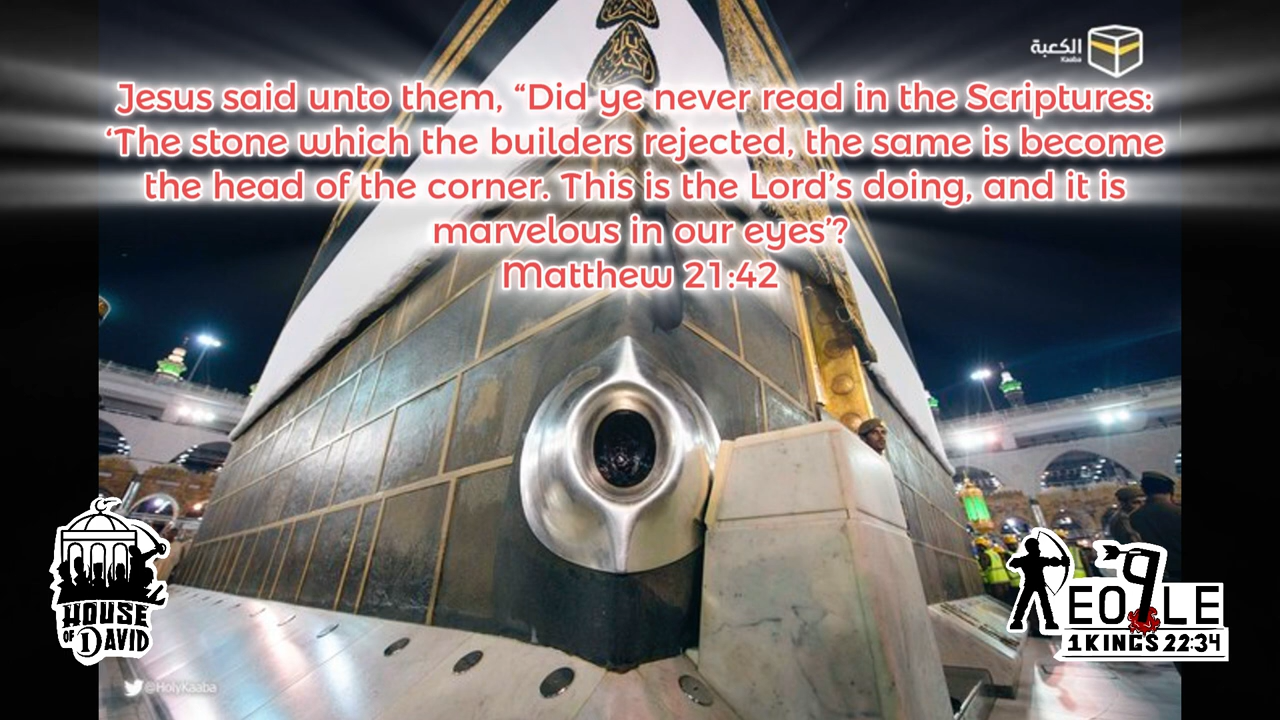 الكعبة
Kaaba
Jesus said unto them, “Did ye never read in the Scriptures:
‘The stone which the builders rejected, the same is become
the head of the corner. This is the Lord’s doing, and it is
marvelous in our eyes’?
Matthew 21:42
HOUSE
OF DAVID
EO LE
1KINGS 22:34
@HolyKaaba